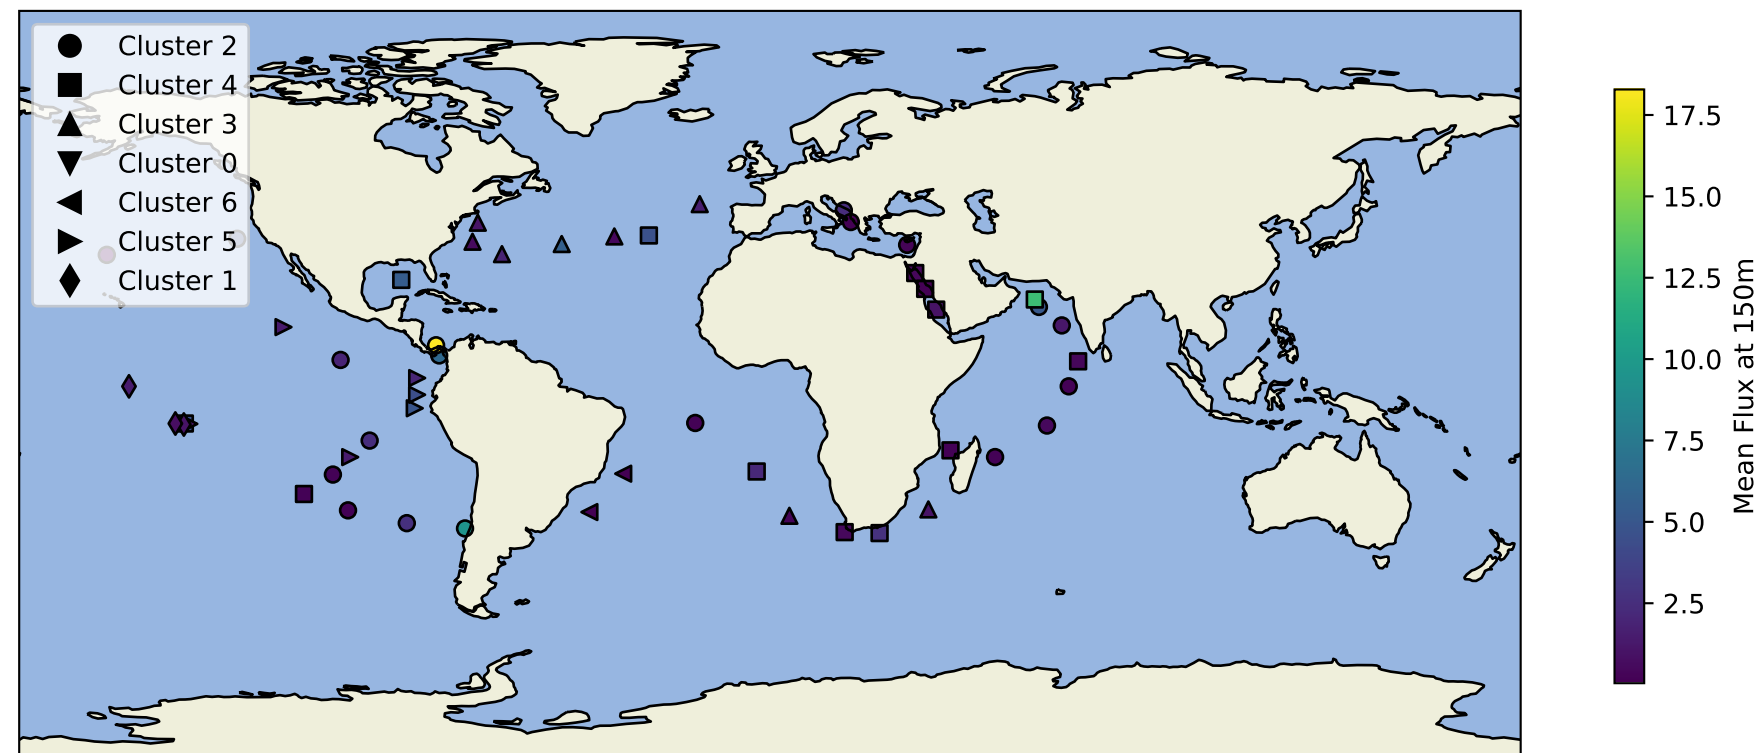 Cluster 2
Cluster 4
Cluster 3
Cluster 0
Cluster 6
Cluster 5
Cluster 1
17.5
15.0
12.5
10.0
7.5
5.0
2.5
Mean Flux at 150m